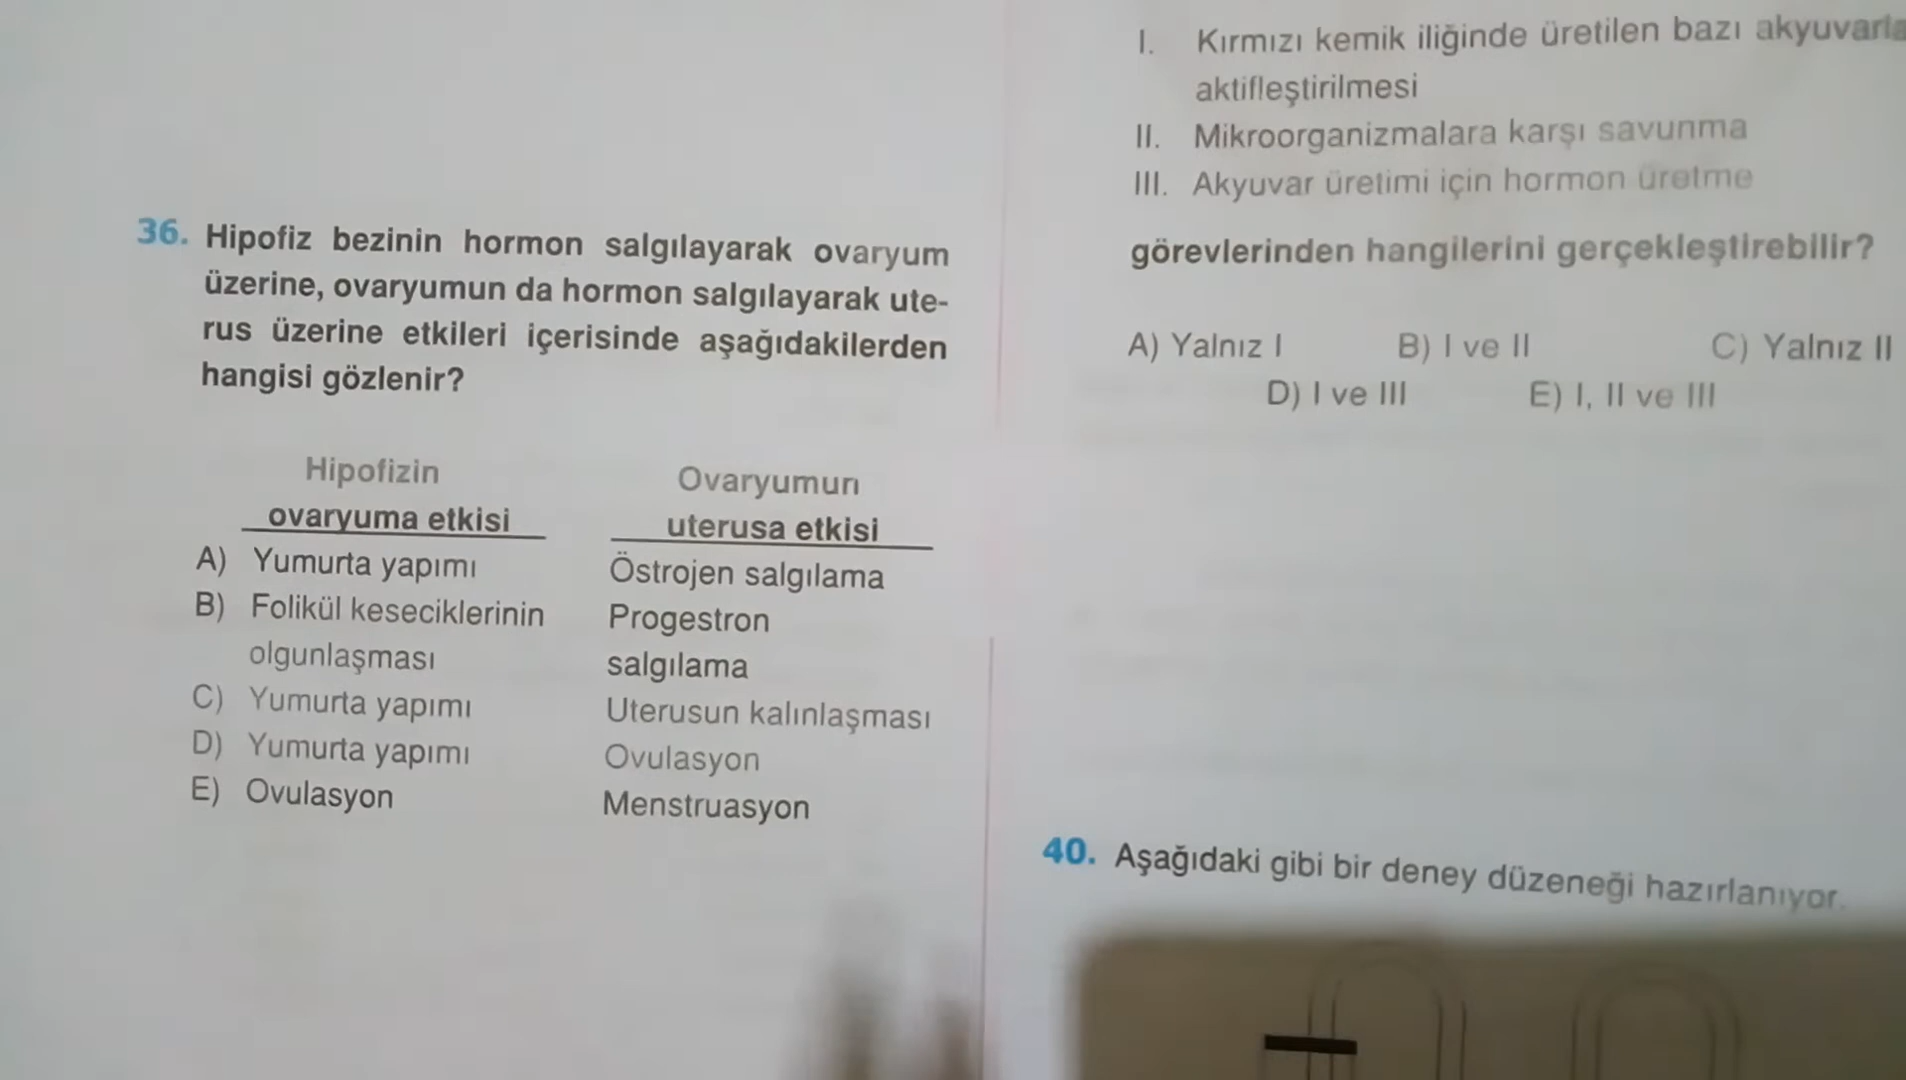 36. Hipofiz bezinin hormon salgılayarak ovaryum
üzerine, ovaryumun da hormon salgılayarak ute-
rus üzerine etkileri içerisinde aşağıdakilerden
hangisi gözlenir?
Hipofizin Ovaryumun
ovaryuma etkisi uterusa etkisi
A) Yumurta yapımı Östrojen salgılama
B) Folikül keseciklerinin Progestron
olgunlaşması salgılama
C) Yumurta yapımı Uterusun kalınlaşması
D) Yumurta yapımı Ovulasyon
E) Ovulasyon Menstruasyon
I. Kırmızı kemik iliğinde üretilen bazı
aktifleştirilmesi
II. Mikroorganizmalara karşı savunma
III. Akyuvar üretimi için hormon üretme
görevlerinden hangilerini gerçekleştirebilir?
A) Yalnız I B) I ve II C) Yalnız II
D) I ve III E) I, II ve III
40. Aşağıdaki gibi bir deney düzeneği hazırlanıyor.